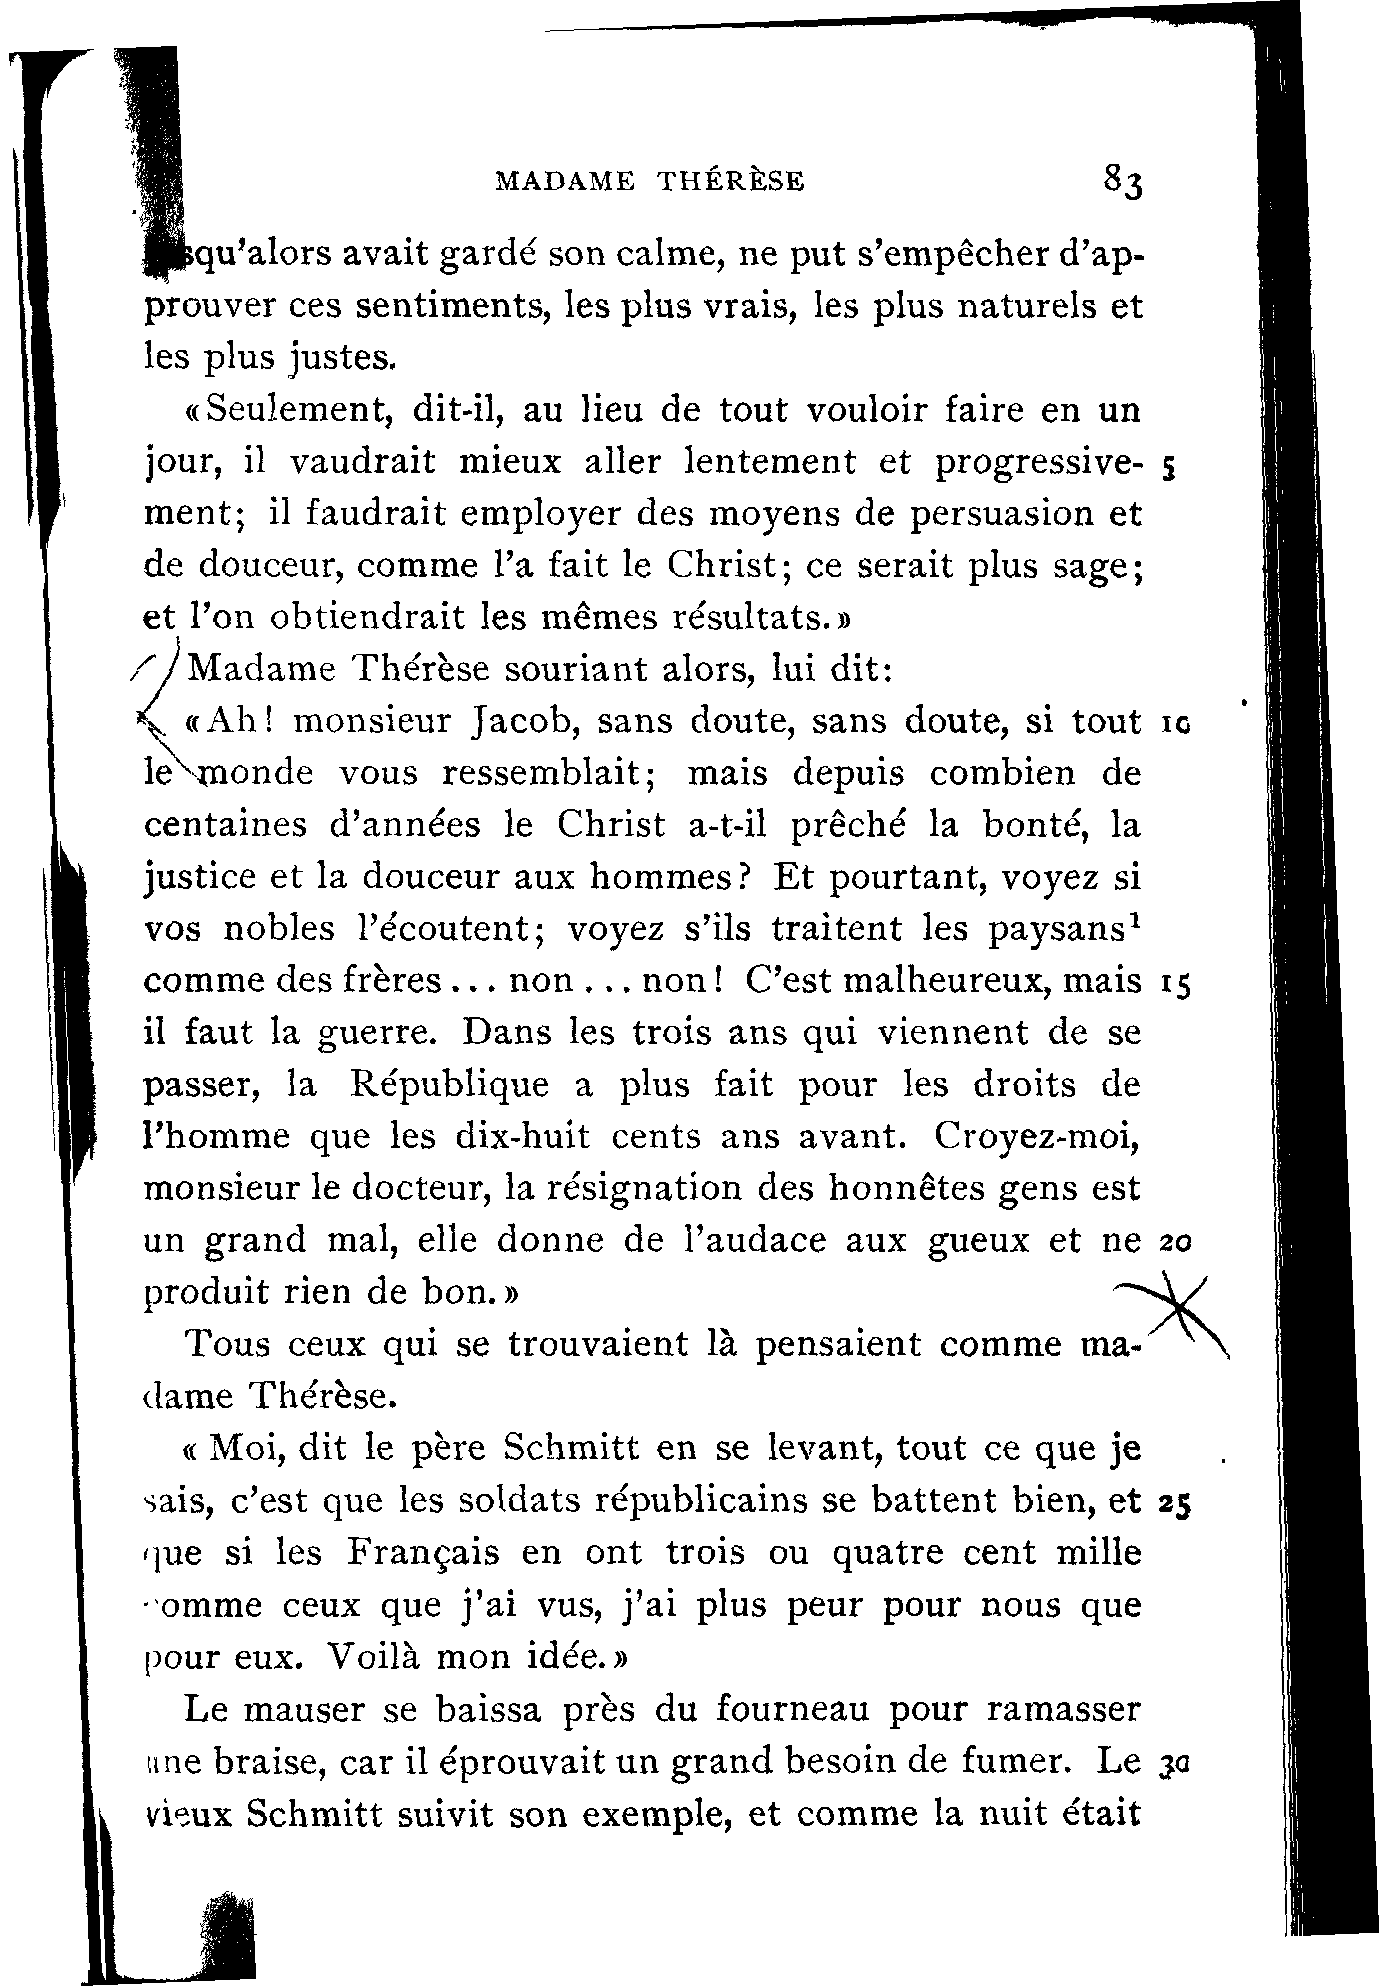 MADAME THÉRÈSE 83
avait gardé son calme, ne put s'empêcher d'ap-
prouver ces sentiments, les plus vrais, les plus naturels et
les plus justes.
«Seulement, dit-il, au lieu de tout vouloir faire en un
jour, il vaudrait mieux aller lentement et progressive- 5
ment; il faudrait employer des moyens de persuasion et
de douceur, comme l'a fait le Christ; ce serait plus sage;
et l'on obtiendrait les mêmes résultats.»
Madame Thérèse souriant alors, lui dit:
«Ah! monsieur Jacob, sans doute, sans doute, si tout 10
le monde vous ressemblait; mais depuis combien de
centaines d'années le Christ a-t-il prêché la bonté, la
justice et la douceur aux hommes? Et pourtant, voyez si
vos nobles l'écoutent; voyez s'ils traitent les paysans¹
comme des frères... non... non! C'est malheureux, mais 15
il faut la guerre. Dans les trois ans qui viennent de se
passer, la République a plus fait pour les droits de
l'homme que les dix-huit cents ans avant. Croyez-moi,
monsieur le docteur, la résignation des honnêtes gens est
un grand mal, elle donne de l'audace aux gueux et ne 20
produit rien de bon.»
Tous ceux qui se trouvaient là pensaient comme ma-
dame Thérèse.
« Moi, dit le père Schmitt en se levant, tout ce que je
sais, c'est que les soldats républicains se battent bien, et 25
que si les Français en ont trois ou quatre cent mille
comme ceux que j'ai vus, j'ai plus peur pour nous que
pour eux. Voilà mon idée.»
Le mauser se baissa près du fourneau pour ramasser
une braise, car il éprouvait un grand besoin de fumer. Le 30
vieux Schmitt suivit son exemple, et comme la nuit était